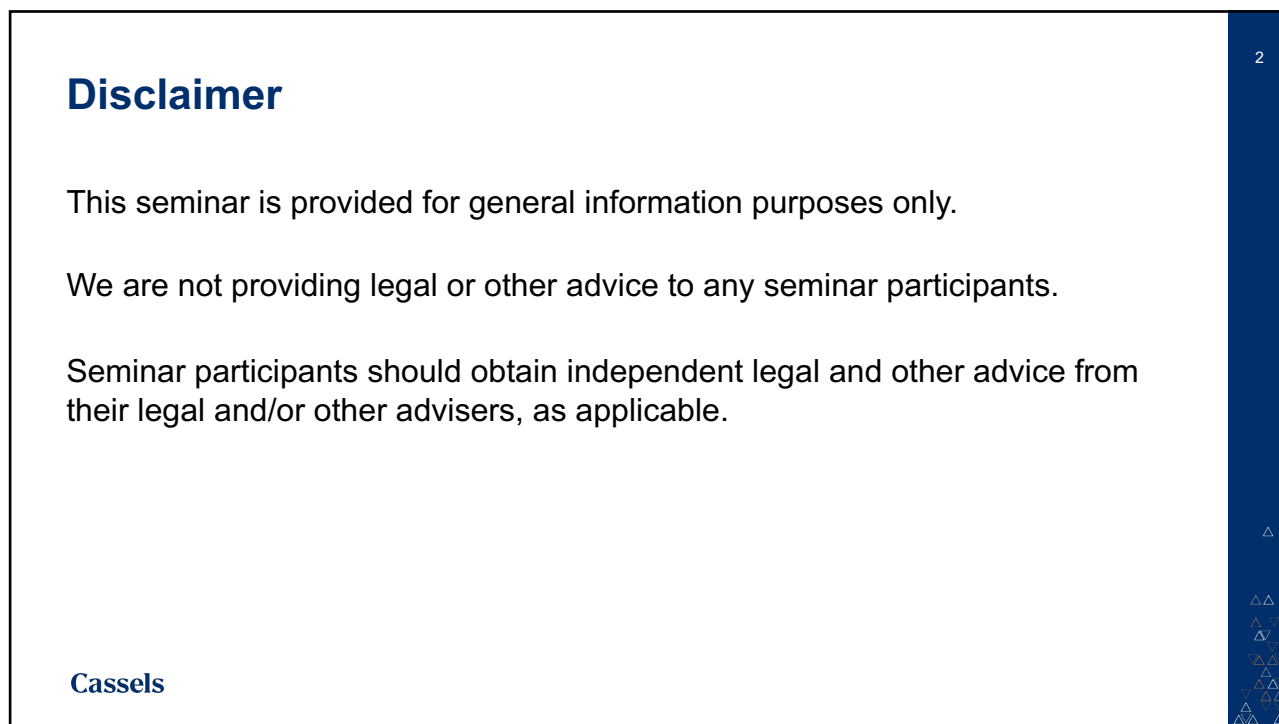 2
Disclaimer
This seminar is provided for general information purposes only.
We are not providing legal or other advice to any seminar participants.
Seminar participants should obtain independent legal and other advice from
their legal and/or other advisers, as applicable.
Cassels